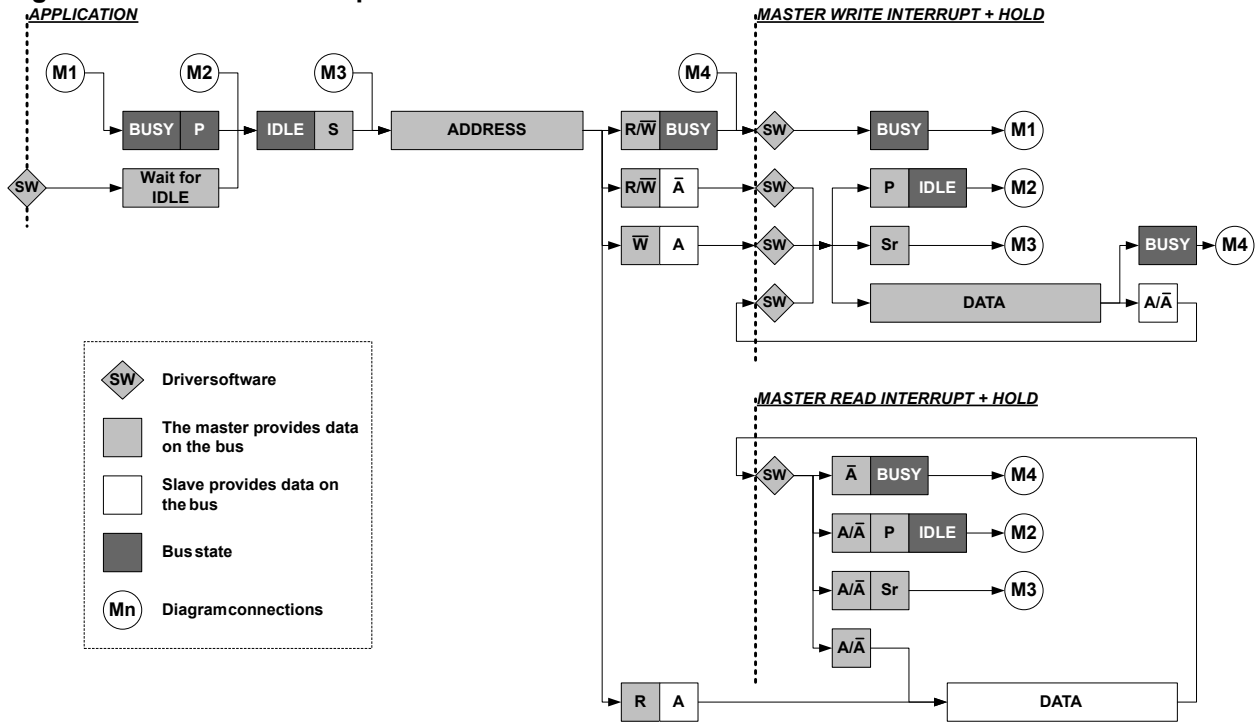 APPLICATION
MASTER WRITE INTERRUPT + HOLD
M1
M2
M3
M4
BUSY P
IDLE S
ADDRESS
R/W̅ BUSY
SW
BUSY
M1
SW
Wait for
IDLE
R/W̅ A̅
SW
P IDLE
M2
W̅ A
SW
Sr
M3
BUSY
M4
SW
DATA
A/A̅
SW
Driversoftware
The master provides data
on the bus
Slave provides data on
the bus
Busstate
Mn
Diagramconnections
MASTER READ INTERRUPT + HOLD
SW
A̅ BUSY
M4
A/A̅ P IDLE
M2
A/A̅ Sr
M3
A/A̅
R A
DATA